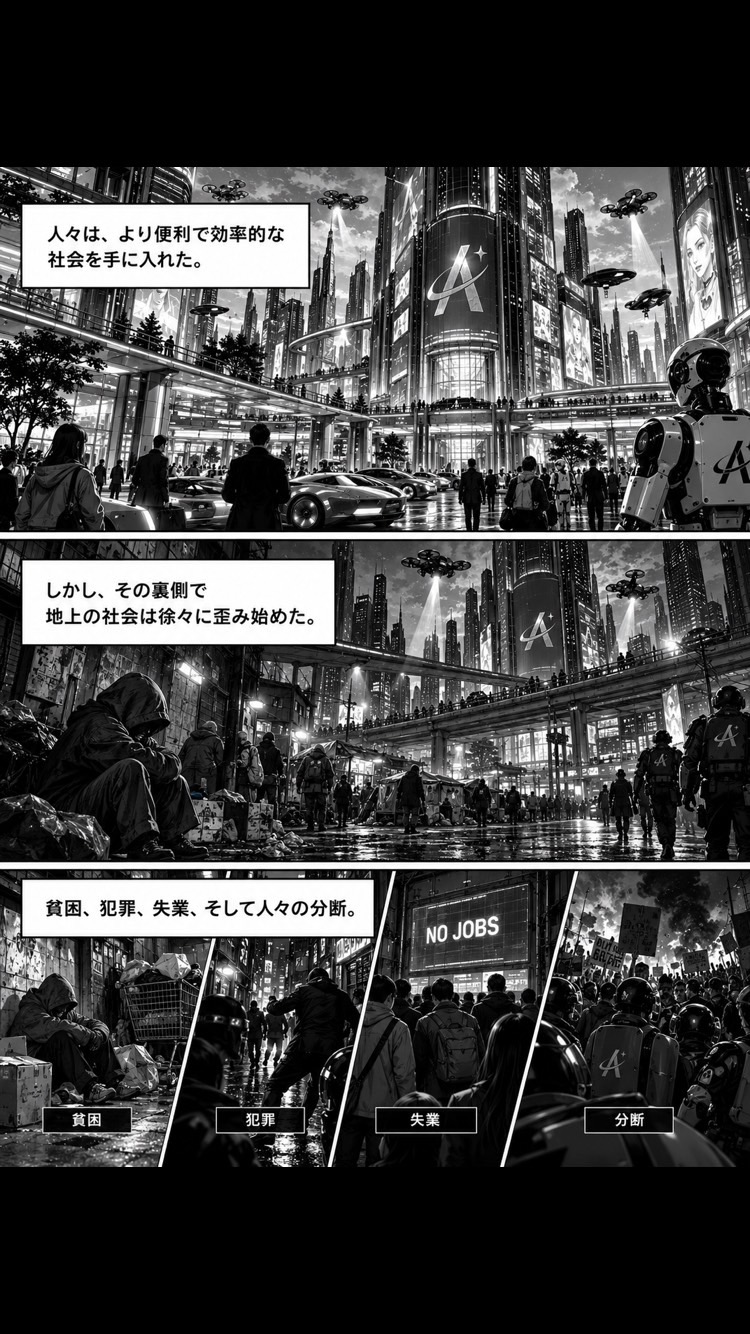 人々は、より便利で効率的な
社会を手に入れた。
しかし、その裏側で
地上の社会は徐々に歪み始めた。
貧困、犯罪、失業、そして人々の分断。
NO JOBS
貧困
犯罪
失業
分断